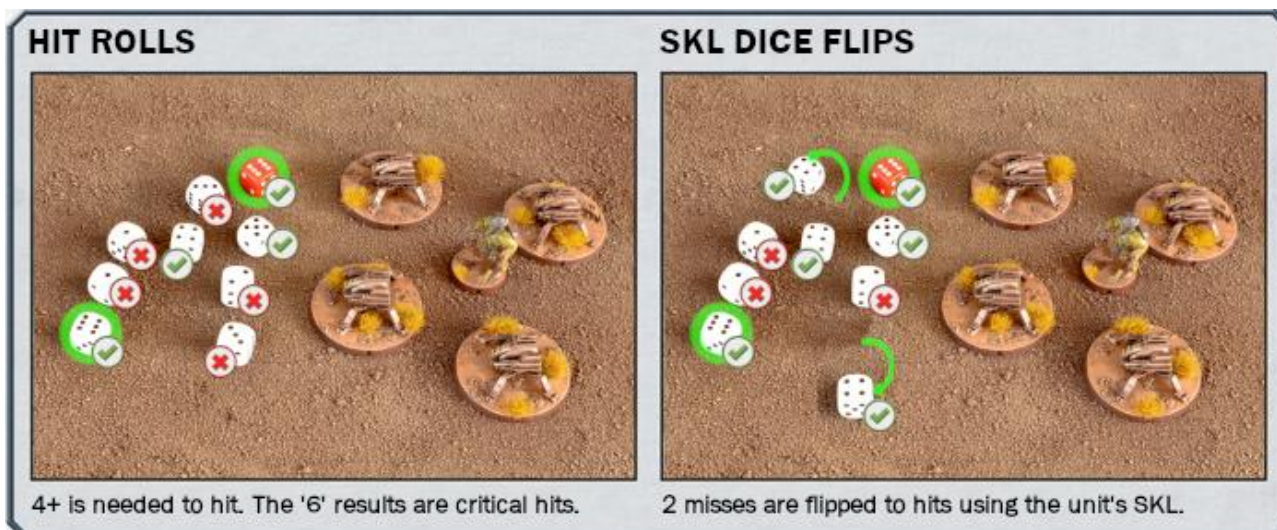 HIT ROLLS
SKL DICE FLIPS
4+ is needed to hit. The '6' results are critical hits.
2 misses are flipped to hits using the unit's SKL.